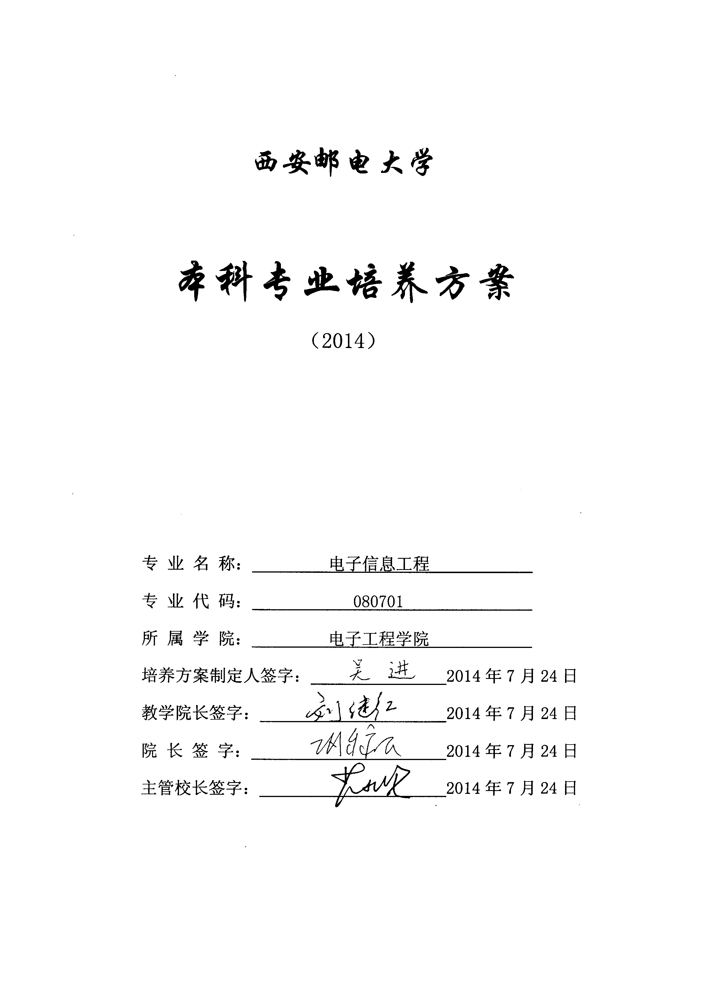 西安邮电大学
本科专业培养方案
（2014）
专 业 名 称： 电子信息工程
专 业 代 码： 080701
所 属 学 院： 电子工程学院
培养方案制定人签字： 吴 进 2014 年 7 月 24 日
教学院长签字： 刘继红 2014 年 7 月 24 日
院 长 签 字： 2014 年 7 月 24 日
主管校长签字： 2014 年 7 月 24 日